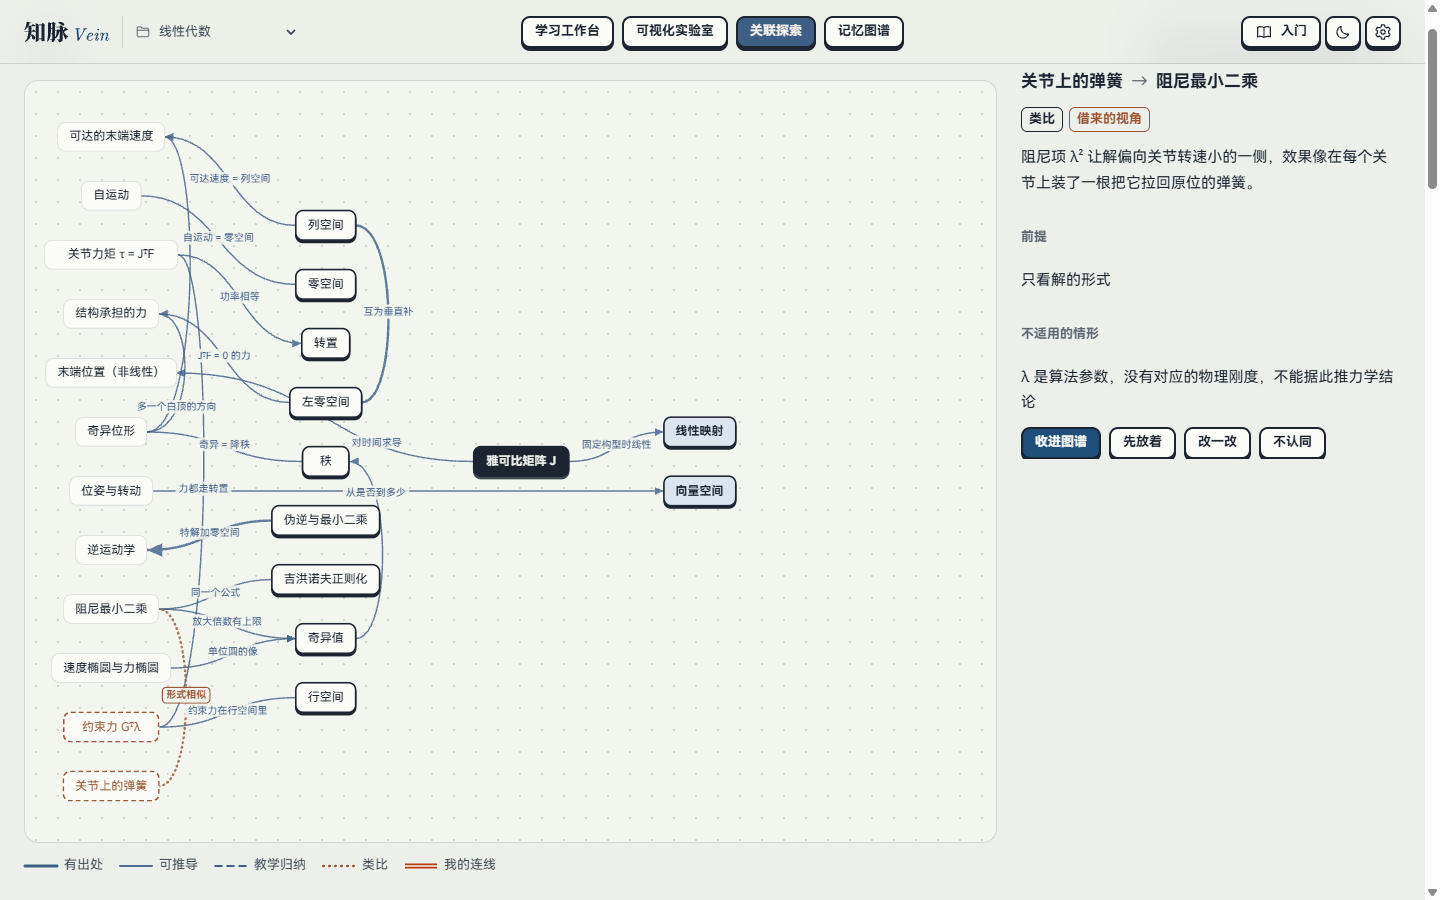 知脉 Vein
线性代数
学习工作台
可视化实验室
关联探索
记忆图谱
入门
可达的末端速度
自运动
关节力矩 τ = JᵀF
结构承担的力
末端位置（非线性）
奇异位形
位姿与转动
逆运动学
阻尼最小二乘
速度椭圆与力椭圆
约束力 Gᵀλ
关节上的弹簧
可达速度 = 列空间
自运动 = 零空间
功率相等
JᵀF = 0 的力
多一个白顶的方向
奇异 = 降秩
力都走转置
特解加零空间
同一个公式
放大倍数有上限
单位圆的像
形式相似
约束力在行空间里
列空间
零空间
转置
左零空间
秩
伪逆与最小二乘
吉洪诺夫正则化
奇异值
行空间
互为垂直补
对时间求导
从是否到多少
雅可比矩阵 J
固定构型时线性
线性映射
向量空间
有出处
可推导
教学归纳
类比
我的连线
关节上的弹簧 → 阻尼最小二乘
类比
借来的视角
阻尼项 λ² 让解偏向关节转速小的一侧，效果像在每个关
节上装了一根把它拉回原位的弹簧。
前提
只看解的形式
不适用的情形
λ 是算法参数，没有对应的物理刚度，不能据此推力学结
论
收进图谱
先放着
改一改
不认同